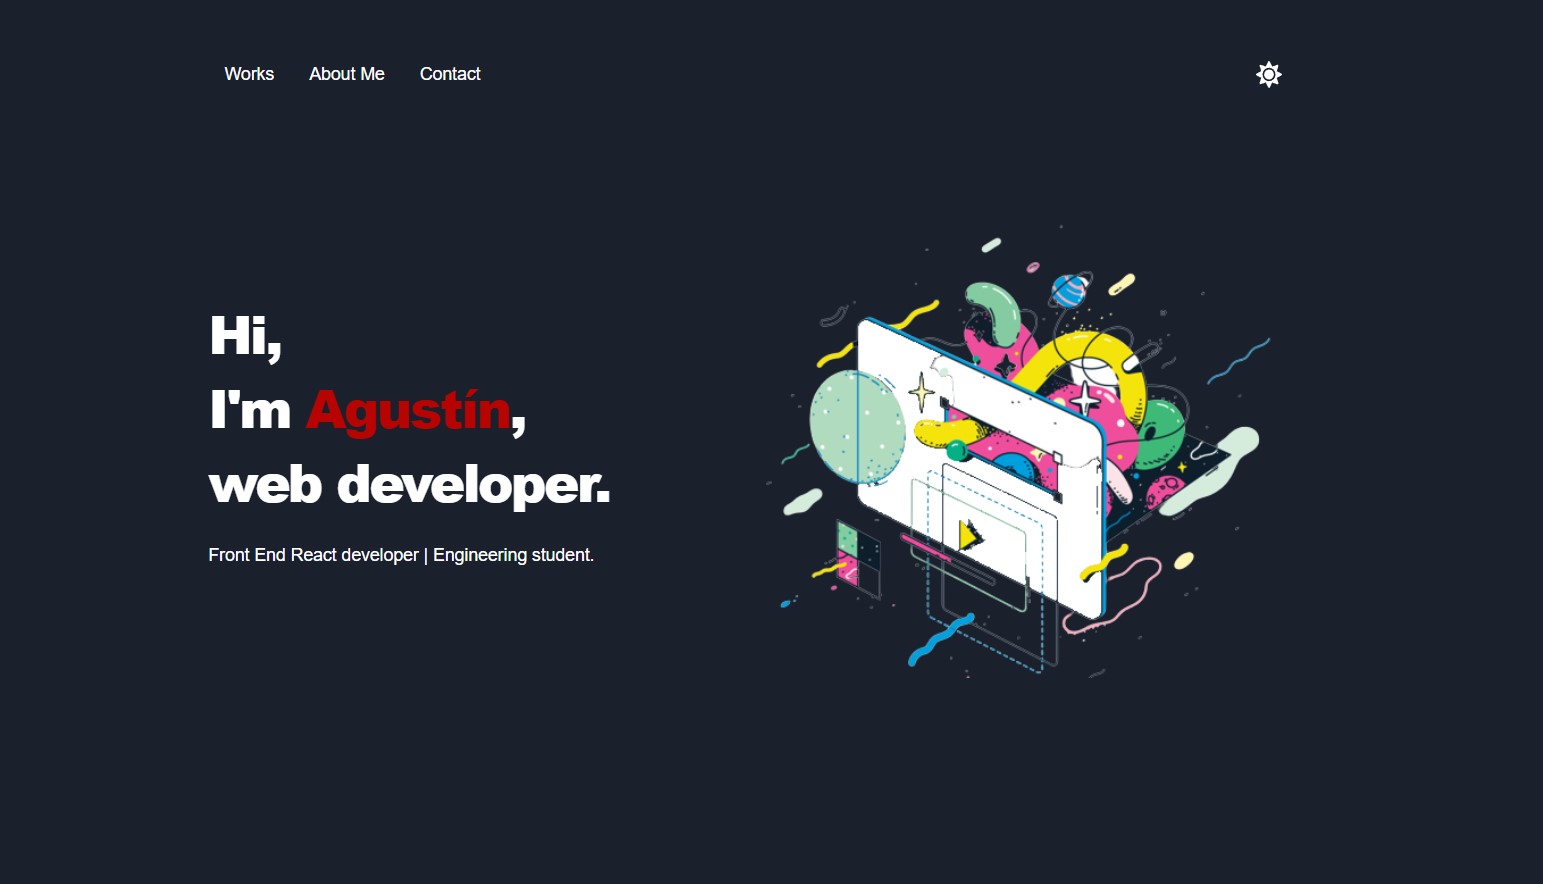 Works About Me Contact
Hi,
I'm Agustín,
web developer.
Front End React developer | Engineering student.